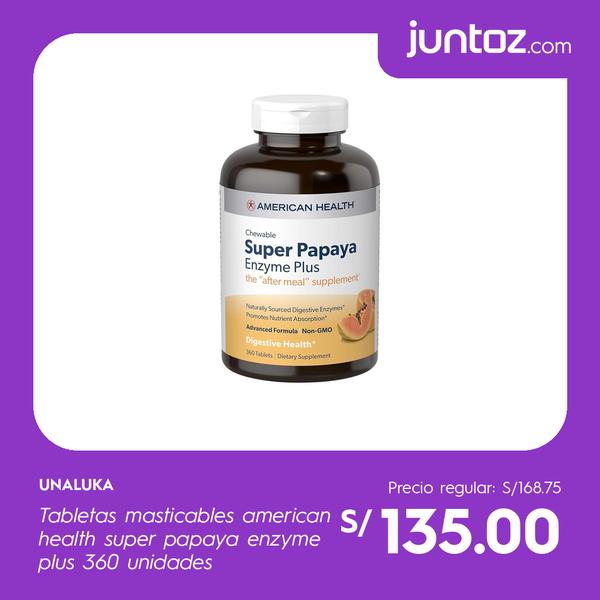 juntoz.com
AMERICAN HEALTH
Chewable
Super Papaya
Enzyme Plus
the "after meal" supplement*
Naturally Sourced Digestive Enzymes*
Promotes Nutrient Absorption*
Advanced Formula Non-GMO
Digestive Health*
360 Tablets | Dietary Supplement
UNALUKA
Tabletas masticables american
health super papaya enzyme
plus 360 unidades
Precio regular: S/168.75
S/135.00